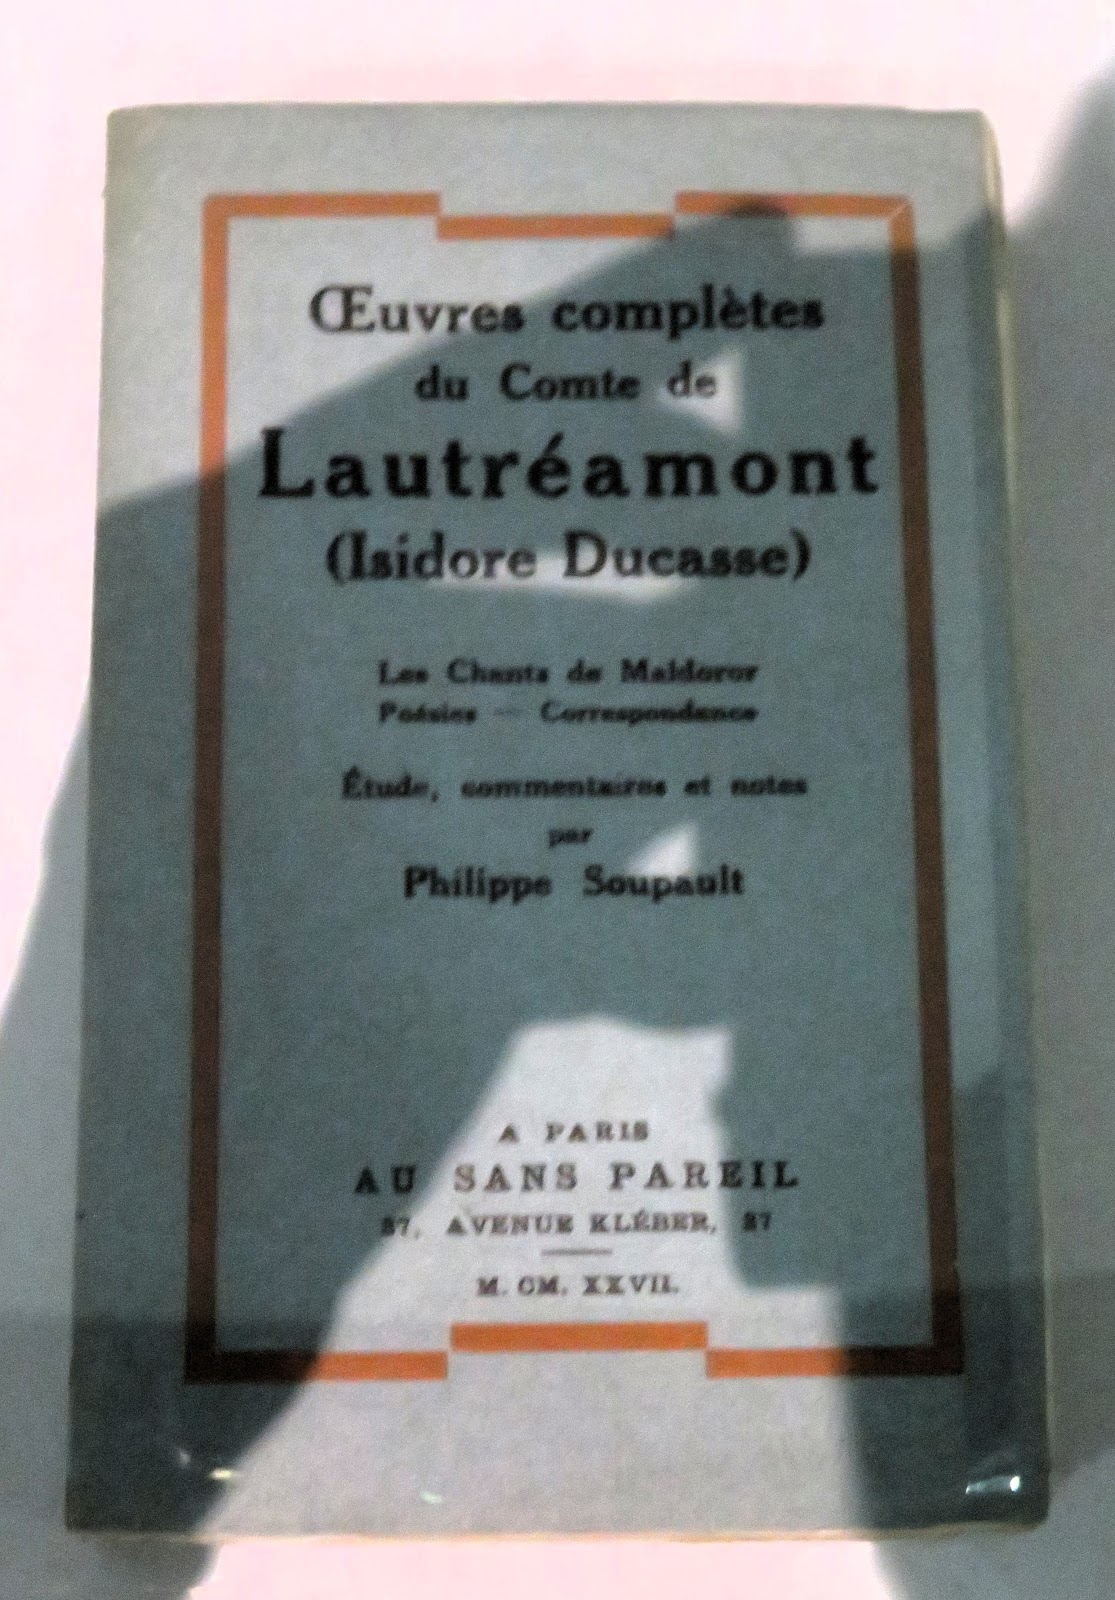 Œuvres complètes
du Comte de
Lautréamont
(Isidore Ducasse)
Les Chants de Maldoror
Poésies — Correspondance
Étude, commentaires et notes
par
Philippe Soupault
A PARIS
AU SANS PAREIL
37, AVENUE KLÉBER, 37
M. CM. XXVII.